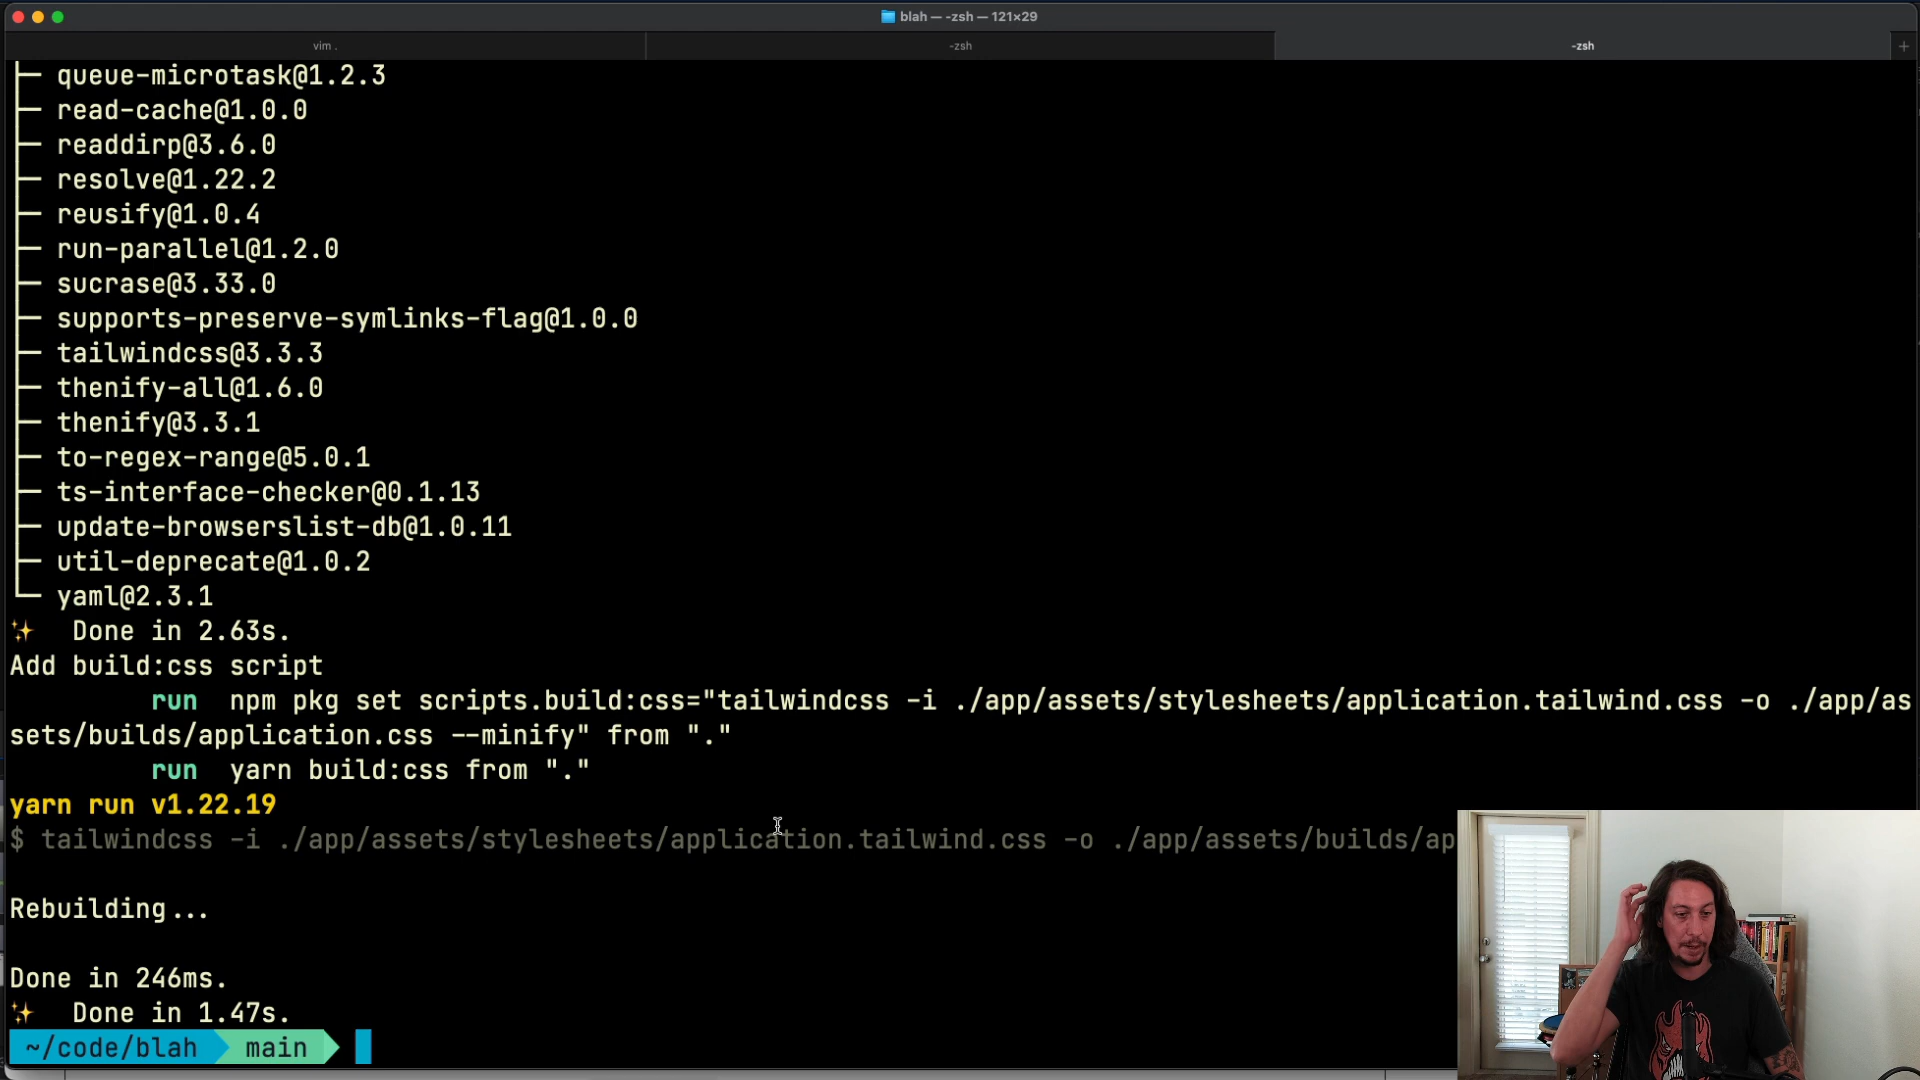 blah — -zsh — 121×29
vim .
-zsh
-zsh
+
├─ queue-microtask@1.2.3
├─ read-cache@1.0.0
├─ readdirp@3.6.0
├─ resolve@1.22.2
├─ reusify@1.0.4
├─ run-parallel@1.2.0
├─ sucrase@3.33.0
├─ supports-preserve-symlinks-flag@1.0.0
├─ tailwindcss@3.3.3
├─ thenify-all@1.6.0
├─ thenify@3.3.1
├─ to-regex-range@5.0.1
├─ ts-interface-checker@0.1.13
├─ update-browserslist-db@1.0.11
├─ util-deprecate@1.0.2
└─ yaml@2.3.1
✨  Done in 2.63s.
Add build:css script
         run  npm pkg set scripts.build:css="tailwindcss -i ./app/assets/stylesheets/application.tailwind.css -o ./app/as
sets/builds/application.css --minify" from "."
         run  yarn build:css from "."
yarn run v1.22.19
$ tailwindcss -i ./app/assets/stylesheets/application.tailwind.css -o ./app/assets/builds/ap
Rebuilding...
Done in 246ms.
✨  Done in 1.47s.
~/code/blah main